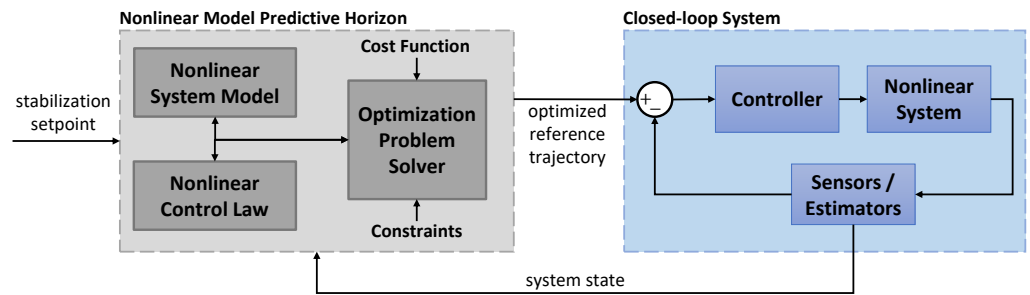 Nonlinear Model Predictive Horizon
Closed-loop System
Cost Function
Nonlinear
System Model
stabilization
setpoint
Optimization
Problem
Solver
Nonlinear
Control Law
Constraints
optimized
reference
trajectory
+
−
Controller
Nonlinear
System
Sensors /
Estimators
system state